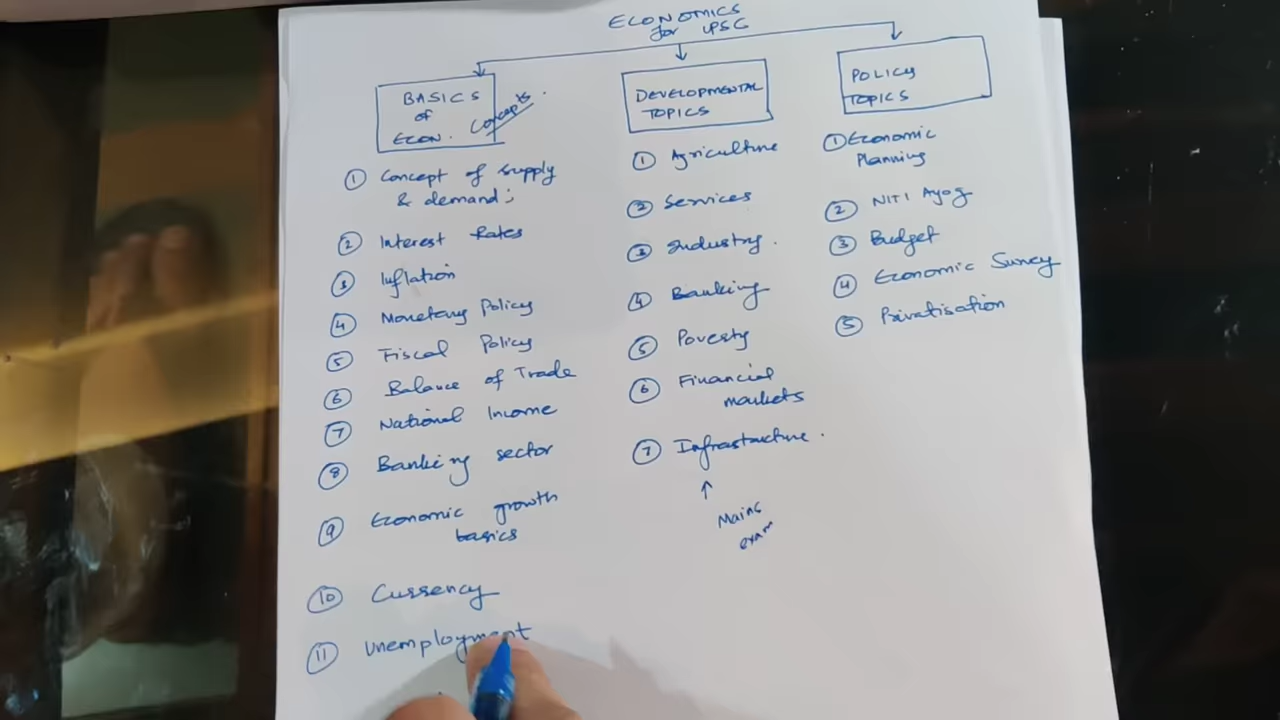 ECONOMICS
for UPSC
BASICS
of
ECON. Concepts.
① Concept of supply
& demand;
② Interest Rates
③ Inflation
④ Monetary Policy
⑤ Fiscal Policy
⑥ Balance of Trade
⑦ National Income
⑧ Banking sector
⑨ Economic growth
basics
⑩ Currency
⑪ Unemployment
DEVELOPMENTAL
TOPICS
① Agriculture
② Services
③ Industry.
④ Banking
⑤ Poverty
⑥ Financial
markets
⑦ Infrastructure.
↑
Mains
exam
POLICY
TOPICS
① Economic
Planning
② NITI Ayog
③ Budget
④ Economic Survey
⑤ Privatisation